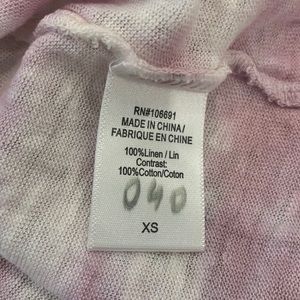 RN#106691
MADE IN CHINA/
FABRIQUE EN CHINE
100%Linen / Lin
Contrast:
100%Cotton/Coton
040
XS